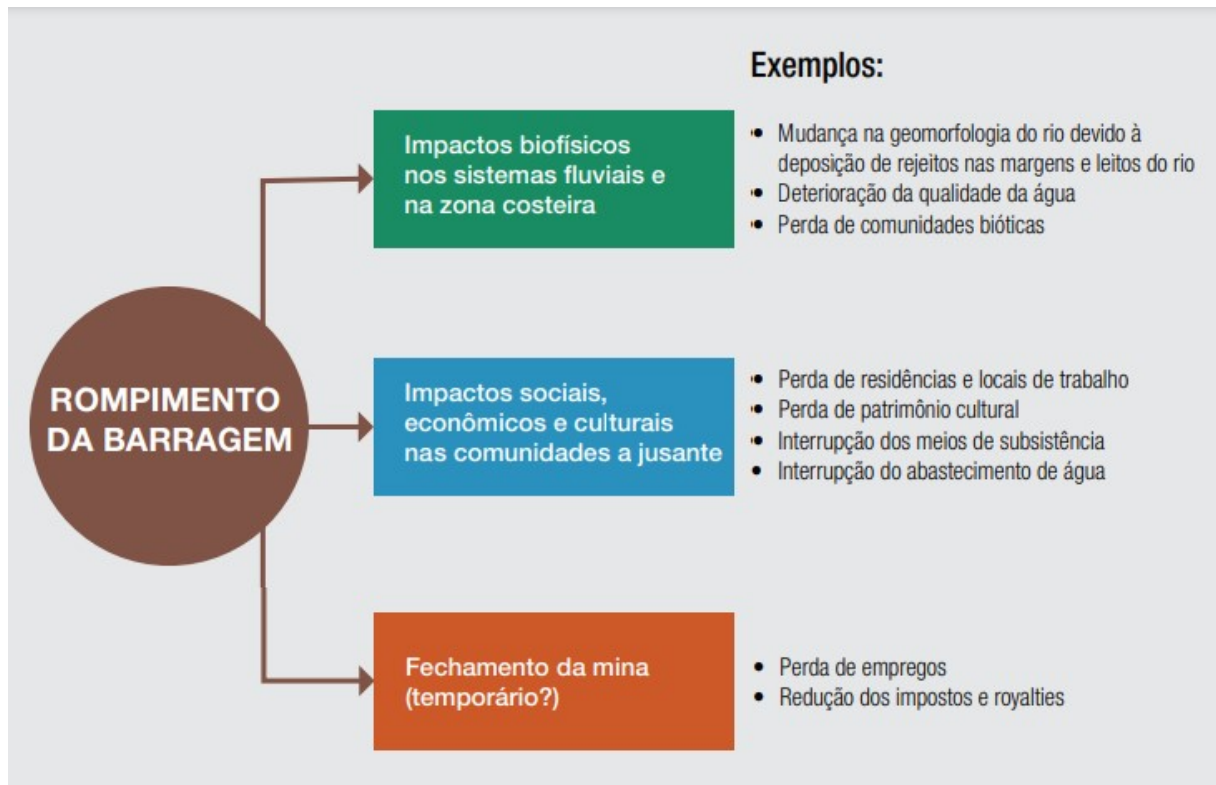 Exemplos:
Impactos biofísicos
nos sistemas fluviais e
na zona costeira
• Mudança na geomorfologia do rio devido à
deposição de rejeitos nas margens e leitos do rio
• Deterioração da qualidade da água
• Perda de comunidades bióticas
ROMPIMENTO
DA BARRAGEM
Impactos sociais,
econômicos e culturais
nas comunidades a jusante
• Perda de residências e locais de trabalho
• Perda de patrimônio cultural
• Interrupção dos meios de subsistência
• Interrupção do abastecimento de água
Fechamento da mina
(temporário?)
• Perda de empregos
• Redução dos impostos e royalties